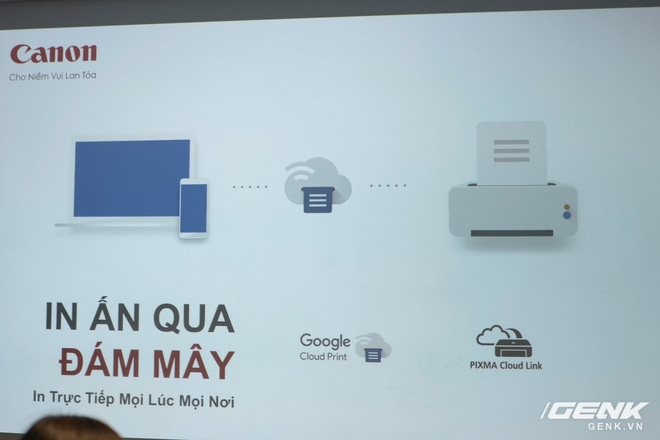 Canon
Cho Niềm Vui Lan Tỏa
IN ẤN QUA
ĐÁM MÂY
In Trực Tiếp Mọi Lúc Mọi Nơi
Google
Cloud Print
PIXMA Cloud Link
GENK
GENK.VN